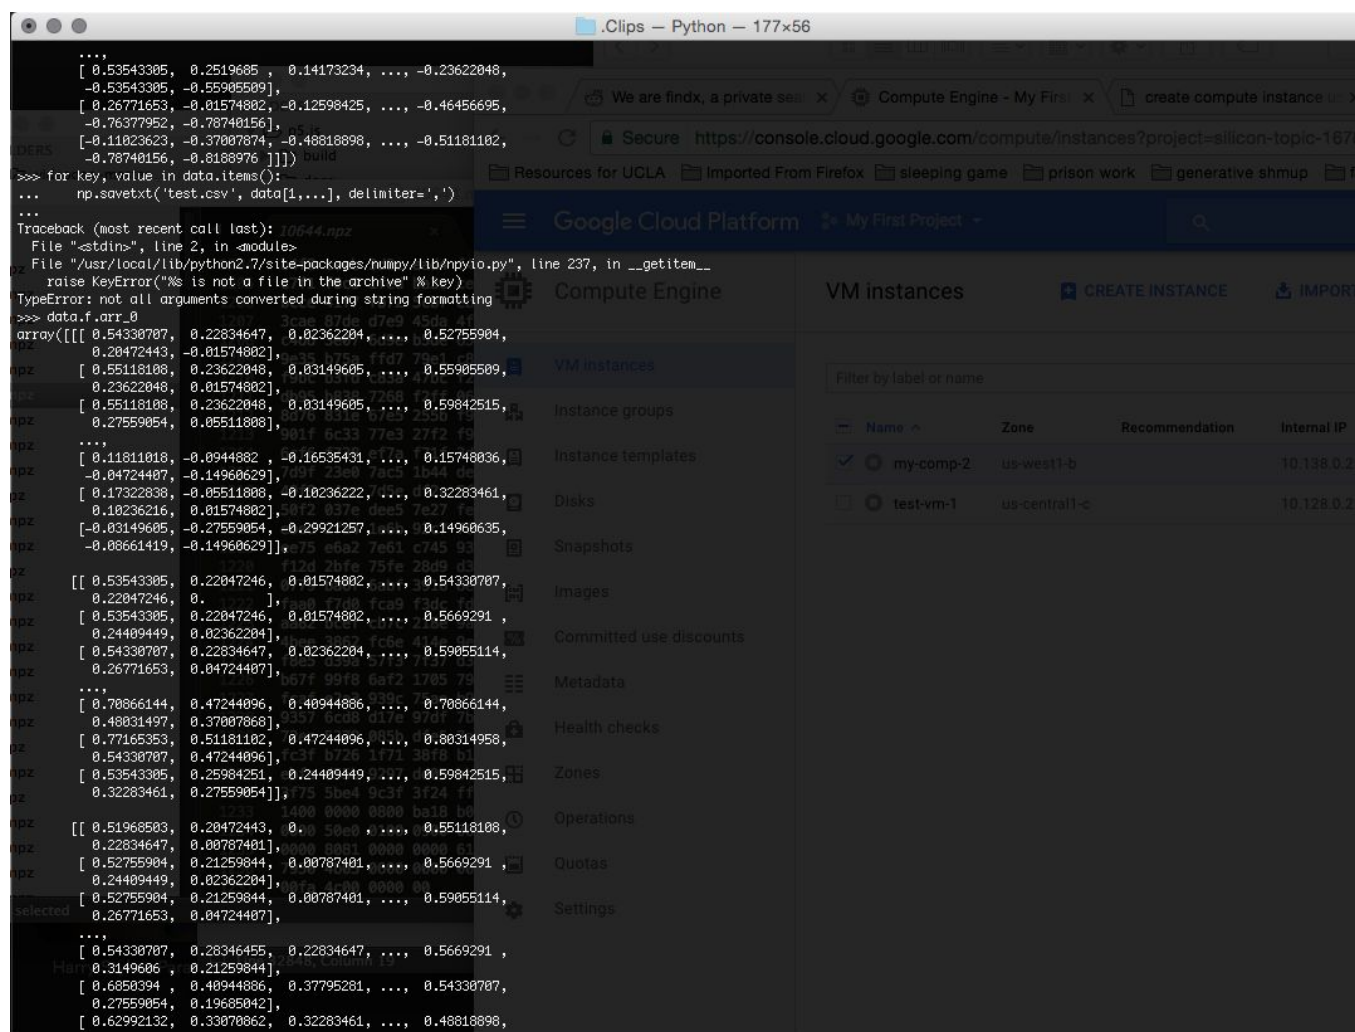 .Clips — Python — 177×56
...,
[ 0.53543305, 0.2519685 , 0.14173234, ..., -0.23622048,
-0.53543305, -0.55905509],
[ 0.26771653, -0.01574802, -0.12598425, ..., -0.46456695,
-0.76377952, -0.78740156],
[-0.11023623, -0.37007874, -0.48818898, ..., -0.51181102,
-0.78740156, -0.8188976 ]]])
>>> for key, value in data.items():
... np.savetxt('test.csv', data[1,...], delimiter=',')
...
Traceback (most recent call last):
File "<stdin>", line 2, in <module>
File "/usr/local/lib/python2.7/site-packages/numpy/lib/npyio.py", line 237, in __getitem__
raise KeyError("%s is not a file in the archive" % key)
TypeError: not all arguments converted during string formatting
>>> data.f.arr_0
array([[[ 0.54330707, 0.22834647, 0.02362204, ..., 0.52755904,
0.20472443, -0.01574802],
[ 0.55118108, 0.23622048, 0.03149605, ..., 0.55905509,
0.23622048, 0.01574802],
[ 0.55118108, 0.23622048, 0.03149605, ..., 0.59842515,
0.27559054, 0.05511808],
...,
[ 0.11811018, -0.0944882 , -0.16535431, ..., 0.15748036,
-0.04724407, -0.14960629],
[ 0.17322838, -0.05511808, -0.10236222, ..., 0.32283461,
0.10236216, 0.01574802],
[-0.03149605, -0.27559054, -0.29921257, ..., 0.14960635,
-0.08661419, -0.14960629]],
[[ 0.53543305, 0.22047246, 0.01574802, ..., 0.54330707,
0.22047246, 0. ],
[ 0.53543305, 0.22047246, 0.01574802, ..., 0.5669291 ,
0.24409449, 0.02362204],
[ 0.54330707, 0.22834647, 0.02362204, ..., 0.59055114,
0.26771653, 0.04724407],
...,
[ 0.70866144, 0.47244096, 0.40944886, ..., 0.70866144,
0.48031497, 0.37007868],
[ 0.77165353, 0.51181102, 0.47244096, ..., 0.80314958,
0.54330707, 0.47244096],
[ 0.53543305, 0.25984251, 0.24409449, ..., 0.59842515,
0.32283461, 0.27559054]],
[[ 0.51968503, 0.20472443, 0. , ..., 0.55118108,
0.22834647, 0.00787401],
[ 0.52755904, 0.21259844, 0.00787401, ..., 0.5669291 ,
0.24409449, 0.02362204],
[ 0.52755904, 0.21259844, 0.00787401, ..., 0.59055114,
0.26771653, 0.04724407],
...,
[ 0.54330707, 0.28346455, 0.22834647, ..., 0.5669291 ,
0.3149606 , 0.21259844],
[ 0.6850394 , 0.40944886, 0.37795281, ..., 0.54330707,
0.27559054, 0.19685042],
[ 0.62992132, 0.33070862, 0.32283461, ..., 0.48818898,
10644.npz
We are findx, a private sea
Compute Engine - My Firs
create compute instance
Secure https://console.cloud.google.com/compute/instances?project=silicon-topic-167
Resources for UCLA Imported From Firefox sleeping game prison work generative shmup
Google Cloud Platform My First Project
Compute Engine
VM instances CREATE INSTANCE IMPORT
VM instances
Instance groups
Instance templates
Disks
Snapshots
Images
Committed use discounts
Metadata
Health checks
Zones
Operations
Quotas
Settings
Filter by label or name
Name Zone Recommendation Internal IP
my-comp-2 us-west1-b 10.138.0.2
test-vm-1 us-central1-c 10.128.0.2